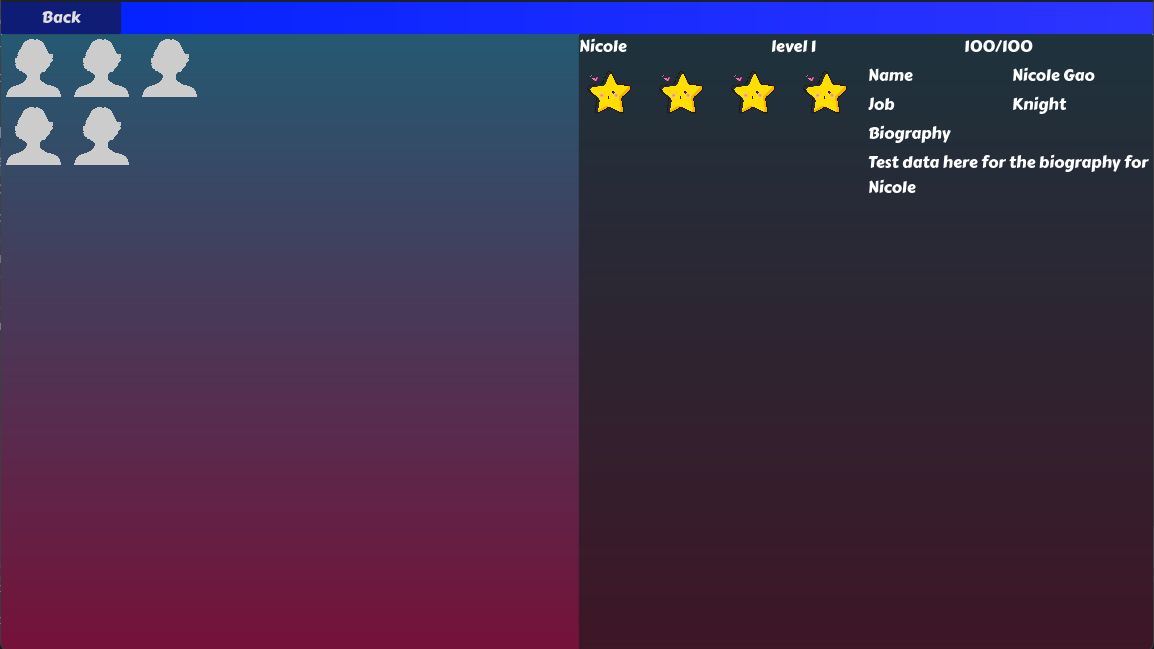 Back
Nicole level 1 100/100
Name Nicole Gao
Job Knight
Biography
Test data here for the biography for
Nicole